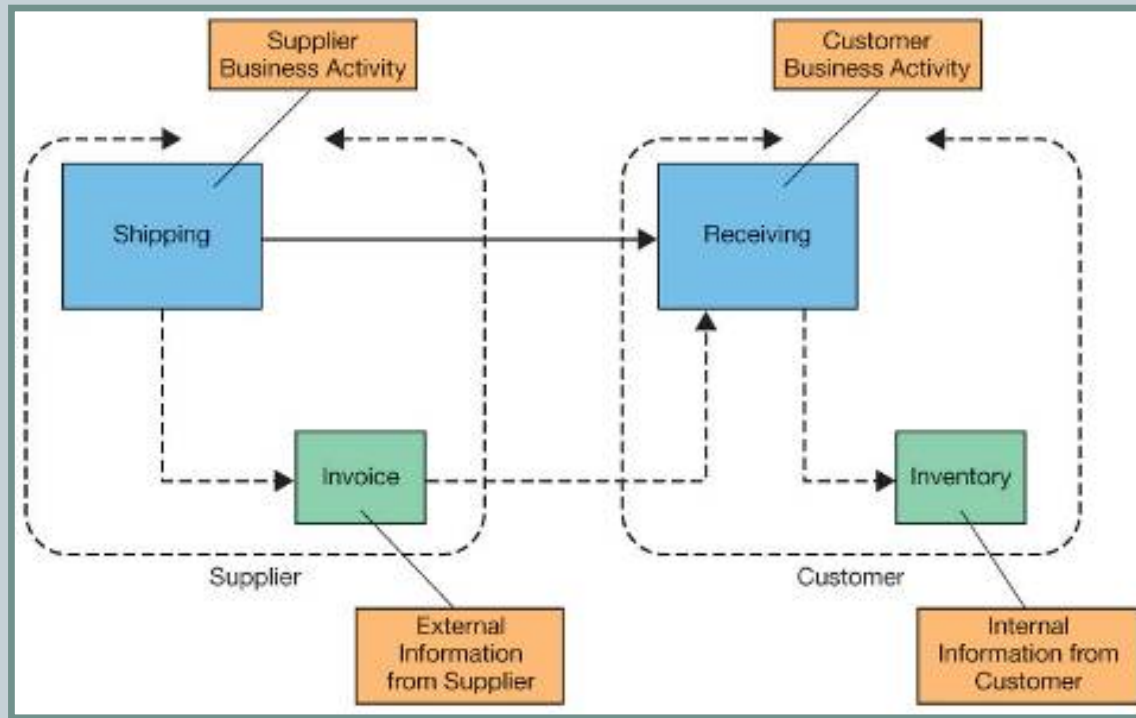 Supplier
Business Activity
Customer
Business Activity
Shipping
Receiving
Invoice
Inventory
Supplier
Customer
External
Information
from Supplier
Internal
Information from
Customer